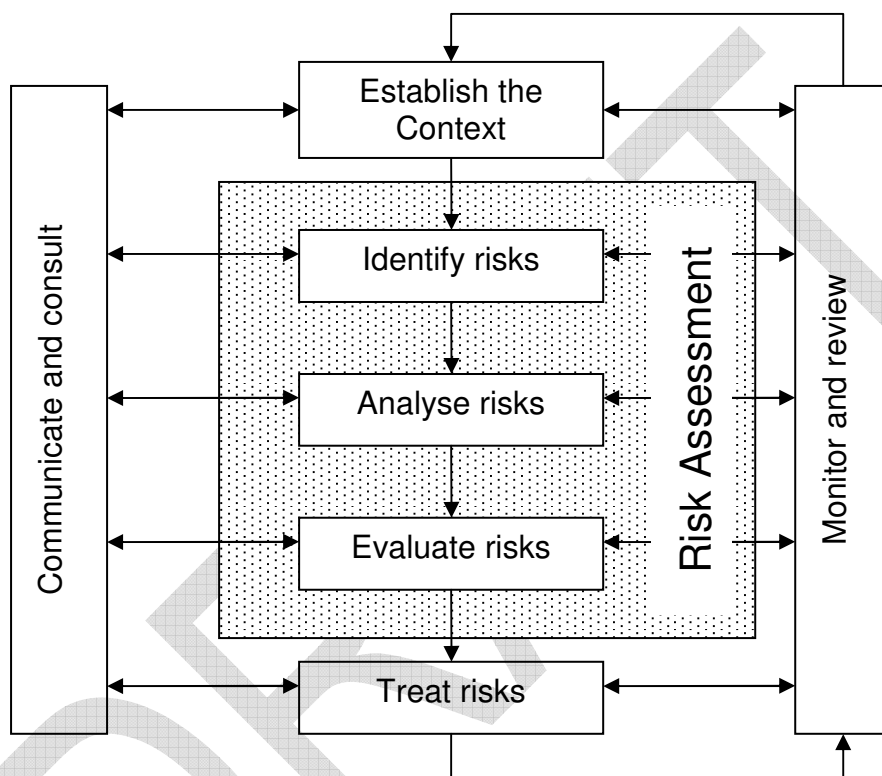 Establish the
Context
Identify risks
Analyse risks
Evaluate risks
Treat risks
Communicate and consult
Risk Assessment
Monitor and review